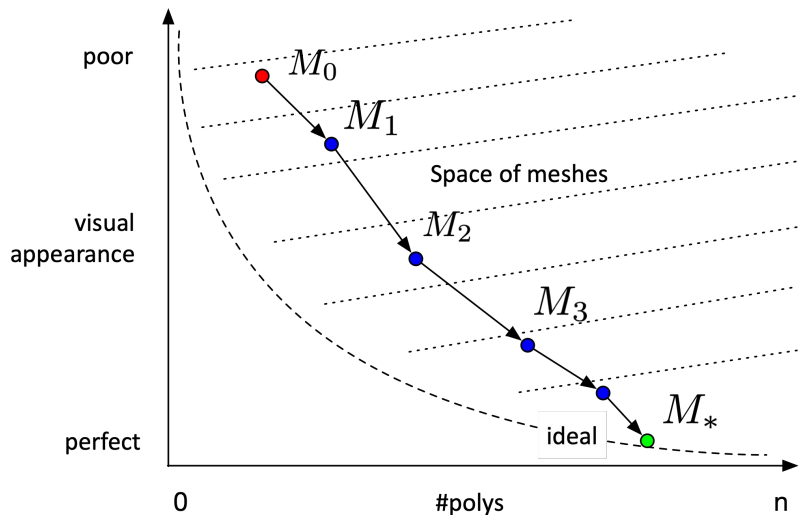 poor
M₀
M₁
Space of meshes
visual
appearance
M₂
M₃
M∗
ideal
perfect
0
#polys
n